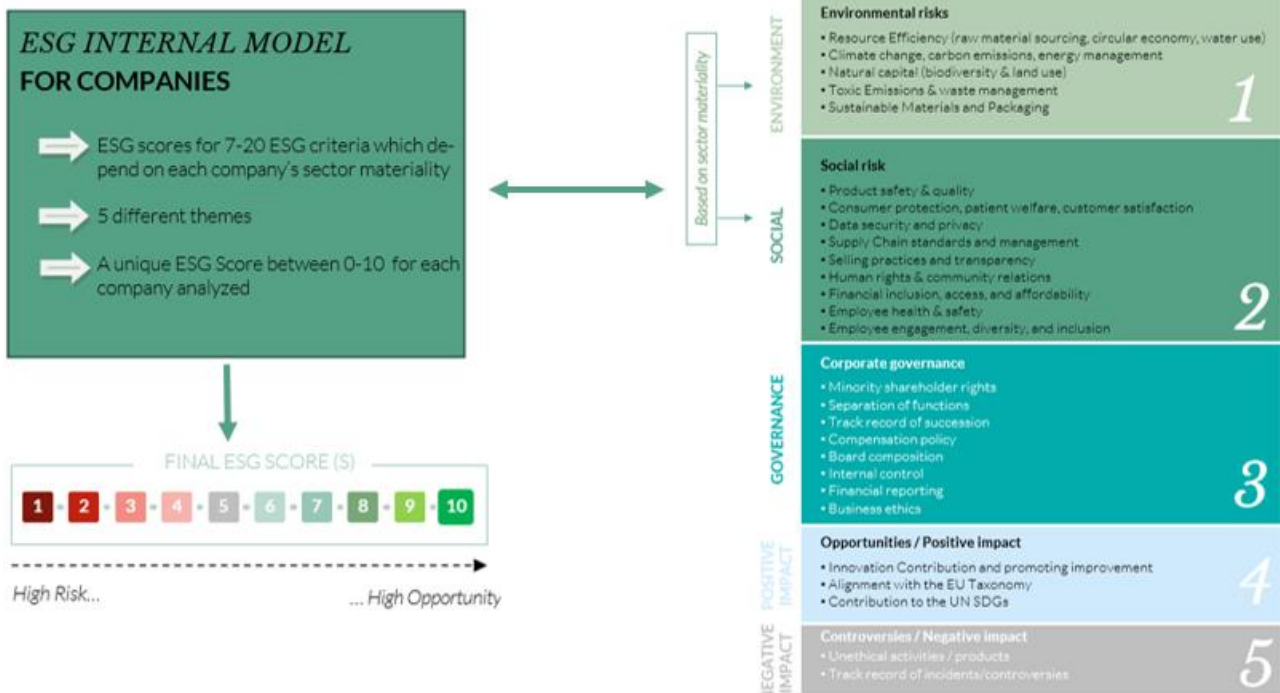 ESG INTERNAL MODEL
FOR COMPANIES
ESG scores for 7-20 ESG criteria which de-
pend on each company's sector materiality
5 different themes
A unique ESG Score between 0-10 for each
company analyzed
FINAL ESG SCORE (S)
1 2 3 4 5 6 7 8 9 10
High Risk...
... High Opportunity
Based on sector materiality
ENVIRONMENT
Environmental risks
▪ Resource Efficiency (raw material sourcing, circular economy, water use)
▪ Climate change, carbon emissions, energy management
▪ Natural capital (biodiversity & land use)
▪ Toxic Emissions & waste management
▪ Sustainable Materials and Packaging
1
SOCIAL
Social risk
▪ Product safety & quality
▪ Consumer protection, patient welfare, customer satisfaction
▪ Data security and privacy
▪ Supply Chain standards and management
▪ Selling practices and transparency
▪ Human rights & community relations
▪ Financial inclusion, access, and affordability
▪ Employee health & safety
▪ Employee engagement, diversity, and inclusion
2
GOVERNANCE
Corporate governance
▪ Minority shareholder rights
▪ Separation of functions
▪ Track record of succession
▪ Compensation policy
▪ Board composition
▪ Internal control
▪ Financial reporting
▪ Business ethics
3
POSITIVE
IMPACT
Opportunities / Positive impact
▪ Innovation Contribution and promoting improvement
▪ Alignment with the EU Taxonomy
▪ Contribution to the UN SDGs
4
NEGATIVE
IMPACT
Controversies / Negative impact
▪ Unethical activities / products
▪ Track record of incidents/controversies
5